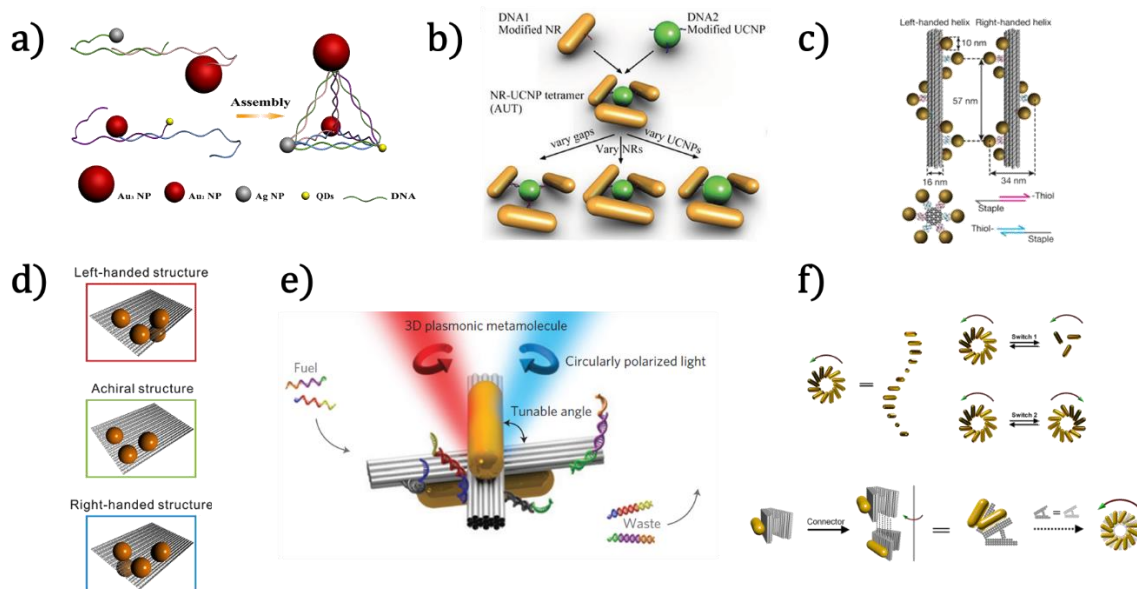 a)
Assembly
Au₃ NP
Au₂ NP
Ag NP
QDs
DNA
b)
DNA1
Modified NR
DNA2
Modified UCNP
NR-UCNP tetramer
(AUT)
vary gaps
Vary NRs
vary UCNPs
c)
Left-handed helix
Right-handed helix
10 nm
57 nm
16 nm
34 nm
Staple
-Thiol
Thiol-
Staple
d)
Left-handed structure
Achiral structure
Right-handed structure
e)
3D plasmonic metamolecule
Circularly polarized light
Fuel
Tunable angle
Waste
f)
Switch 1
Switch 2
Connector
=
=
=